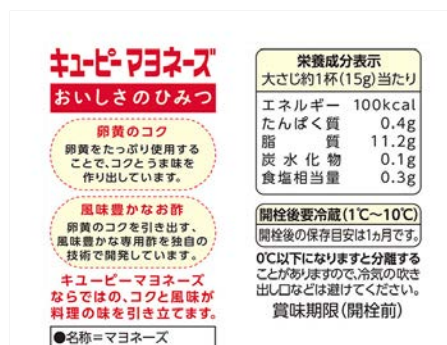 キューピー マヨネーズ
おいしさのひみつ
卵黄のコク
卵黄をたっぷり使用する
ことで、コクとうま味を
作り出しています。
風味豊かなお酢
卵黄のコクを引き出す、
風味豊かな専用酢を独自の
技術で開発しています。
キユーピーマヨネーズ
ならではの、コクと風味が
料理の味を引き立てます。
●名称=マヨネーズ
栄養成分表示
大さじ約1杯(15g)当たり
エネルギー 100kcal
たんぱく質 0.4g
脂質 11.2g
炭水化物 0.1g
食塩相当量 0.3g
開栓後要冷蔵(1℃~10℃)
開栓後の保存目安は1ヵ月です。
0℃以下になりますと分離する
ことがありますので、冷気の吹き
出し口などは避けてください。
賞味期限(開栓前)